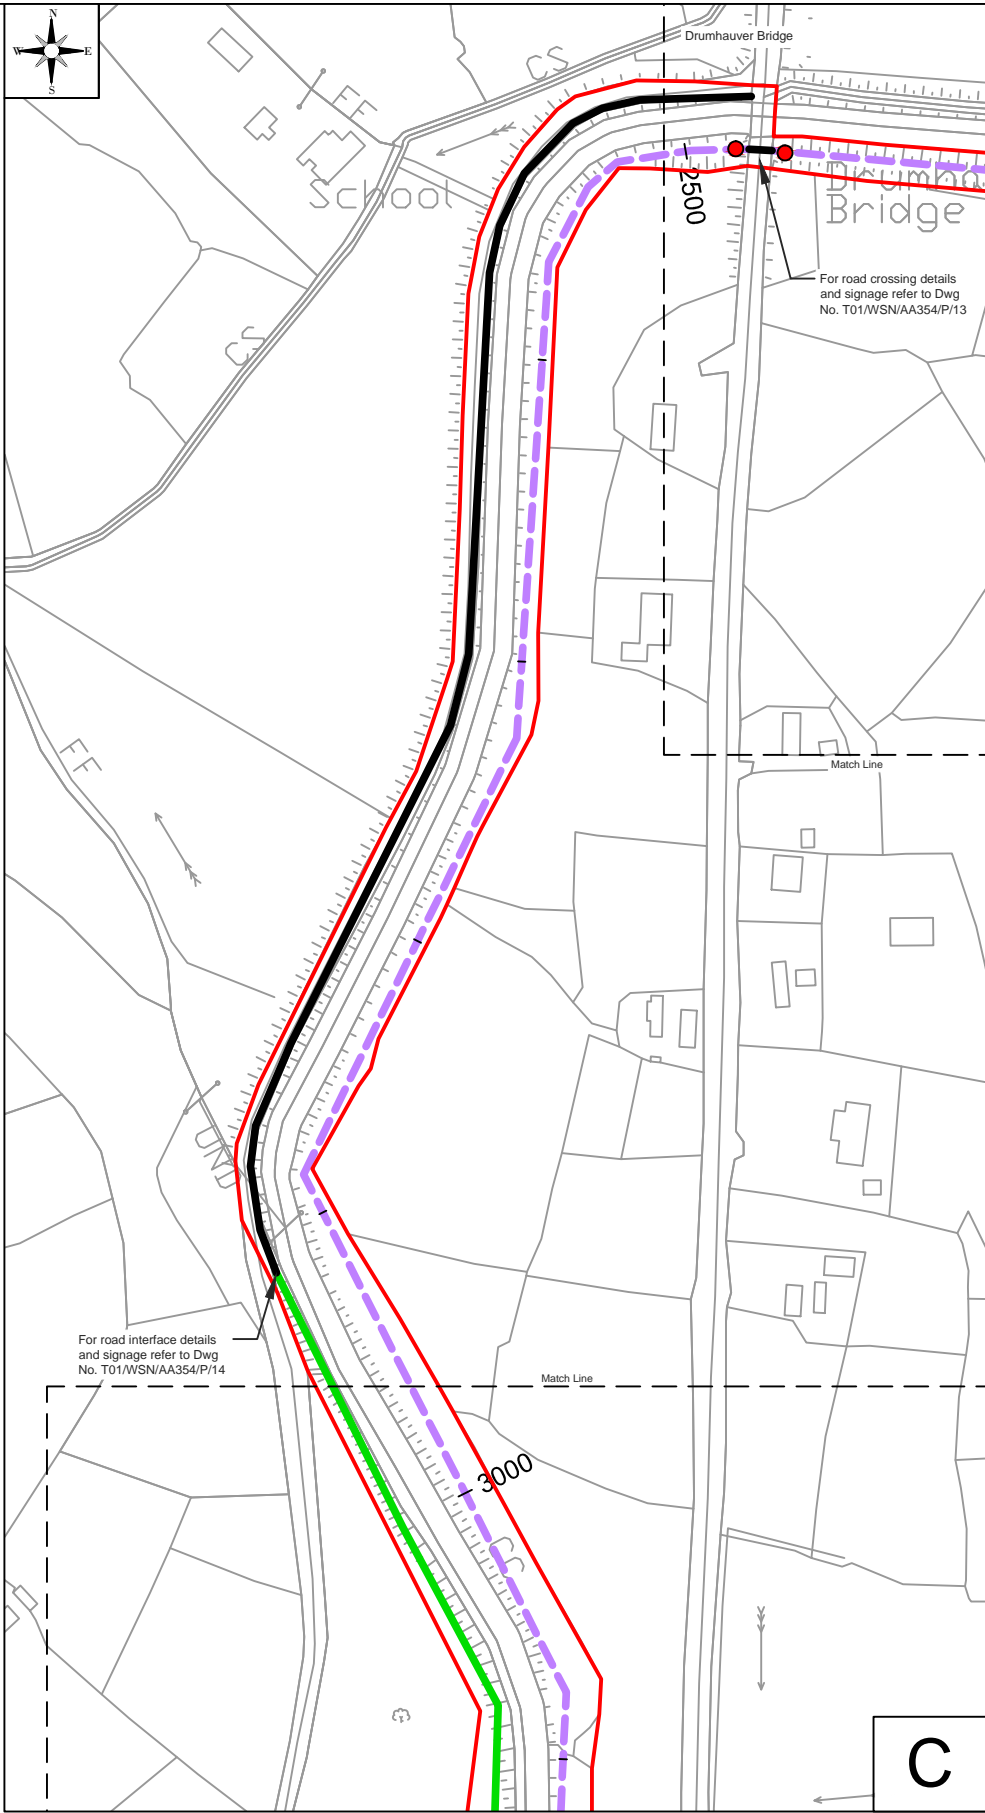 N
W E
S
Drumhauver Bridge
CS
FF
School
2500
Drumha
Bridge
For road crossing details
and signage refer to Dwg
No. T01/WSN/AA354/P/13
CS
FF
Match Line
UND
For road interface details
and signage refer to Dwg
No. T01/WSN/AA354/P/14
Match Line
3000
C